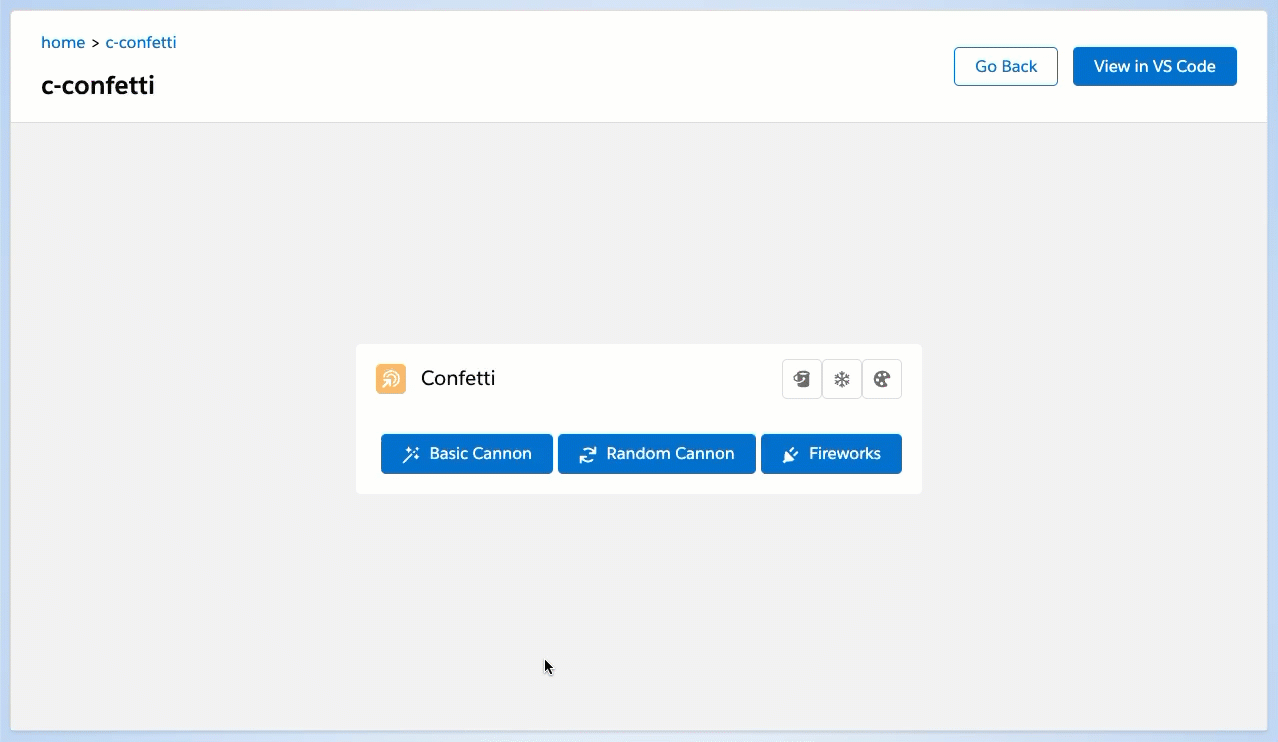 home > c-confetti
c-confetti
Go Back
View in VS Code
Confetti
Basic Cannon
Random Cannon
Fireworks